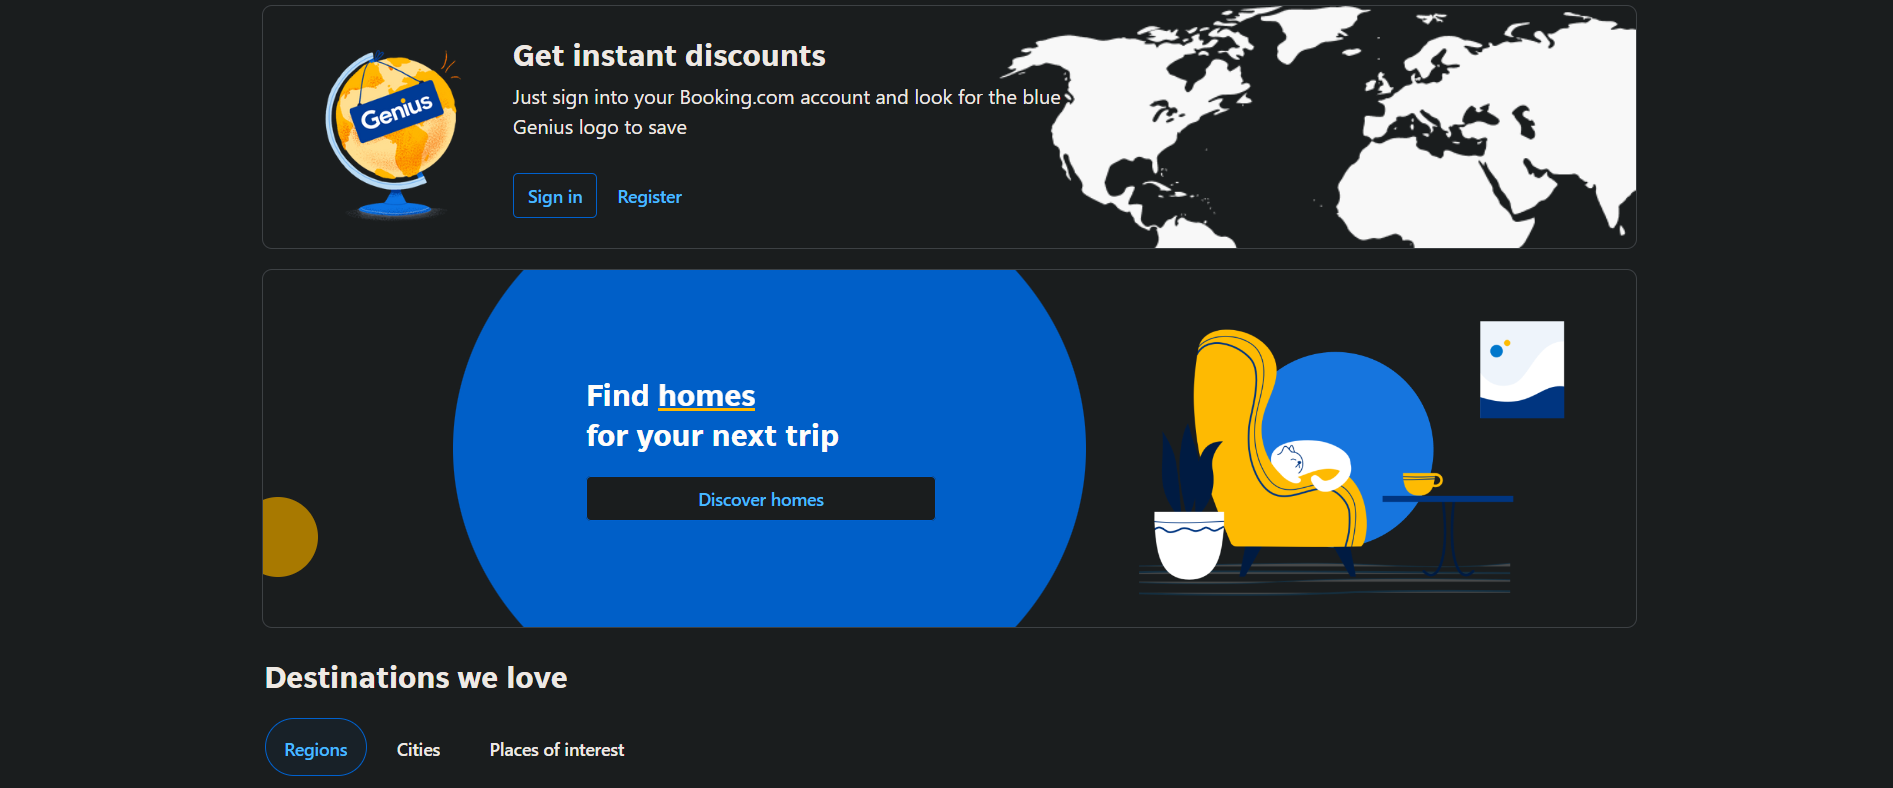 Genius
Get instant discounts
Just sign into your Booking.com account and look for the blue
Genius logo to save
Sign in
Register
Find homes
for your next trip
Discover homes
Destinations we love
Regions
Cities
Places of interest